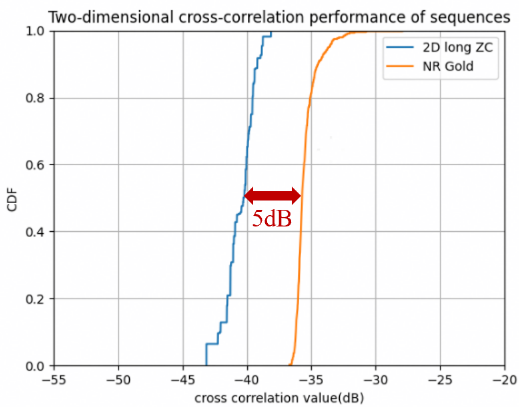 Two-dimensional cross-correlation performance of sequences
1.0
0.8
0.6
0.4
0.2
0.0
CDF
2D long ZC
NR Gold
5dB
−55
−50
−45
−40
−35
−30
−25
−20
cross correlation value(dB)